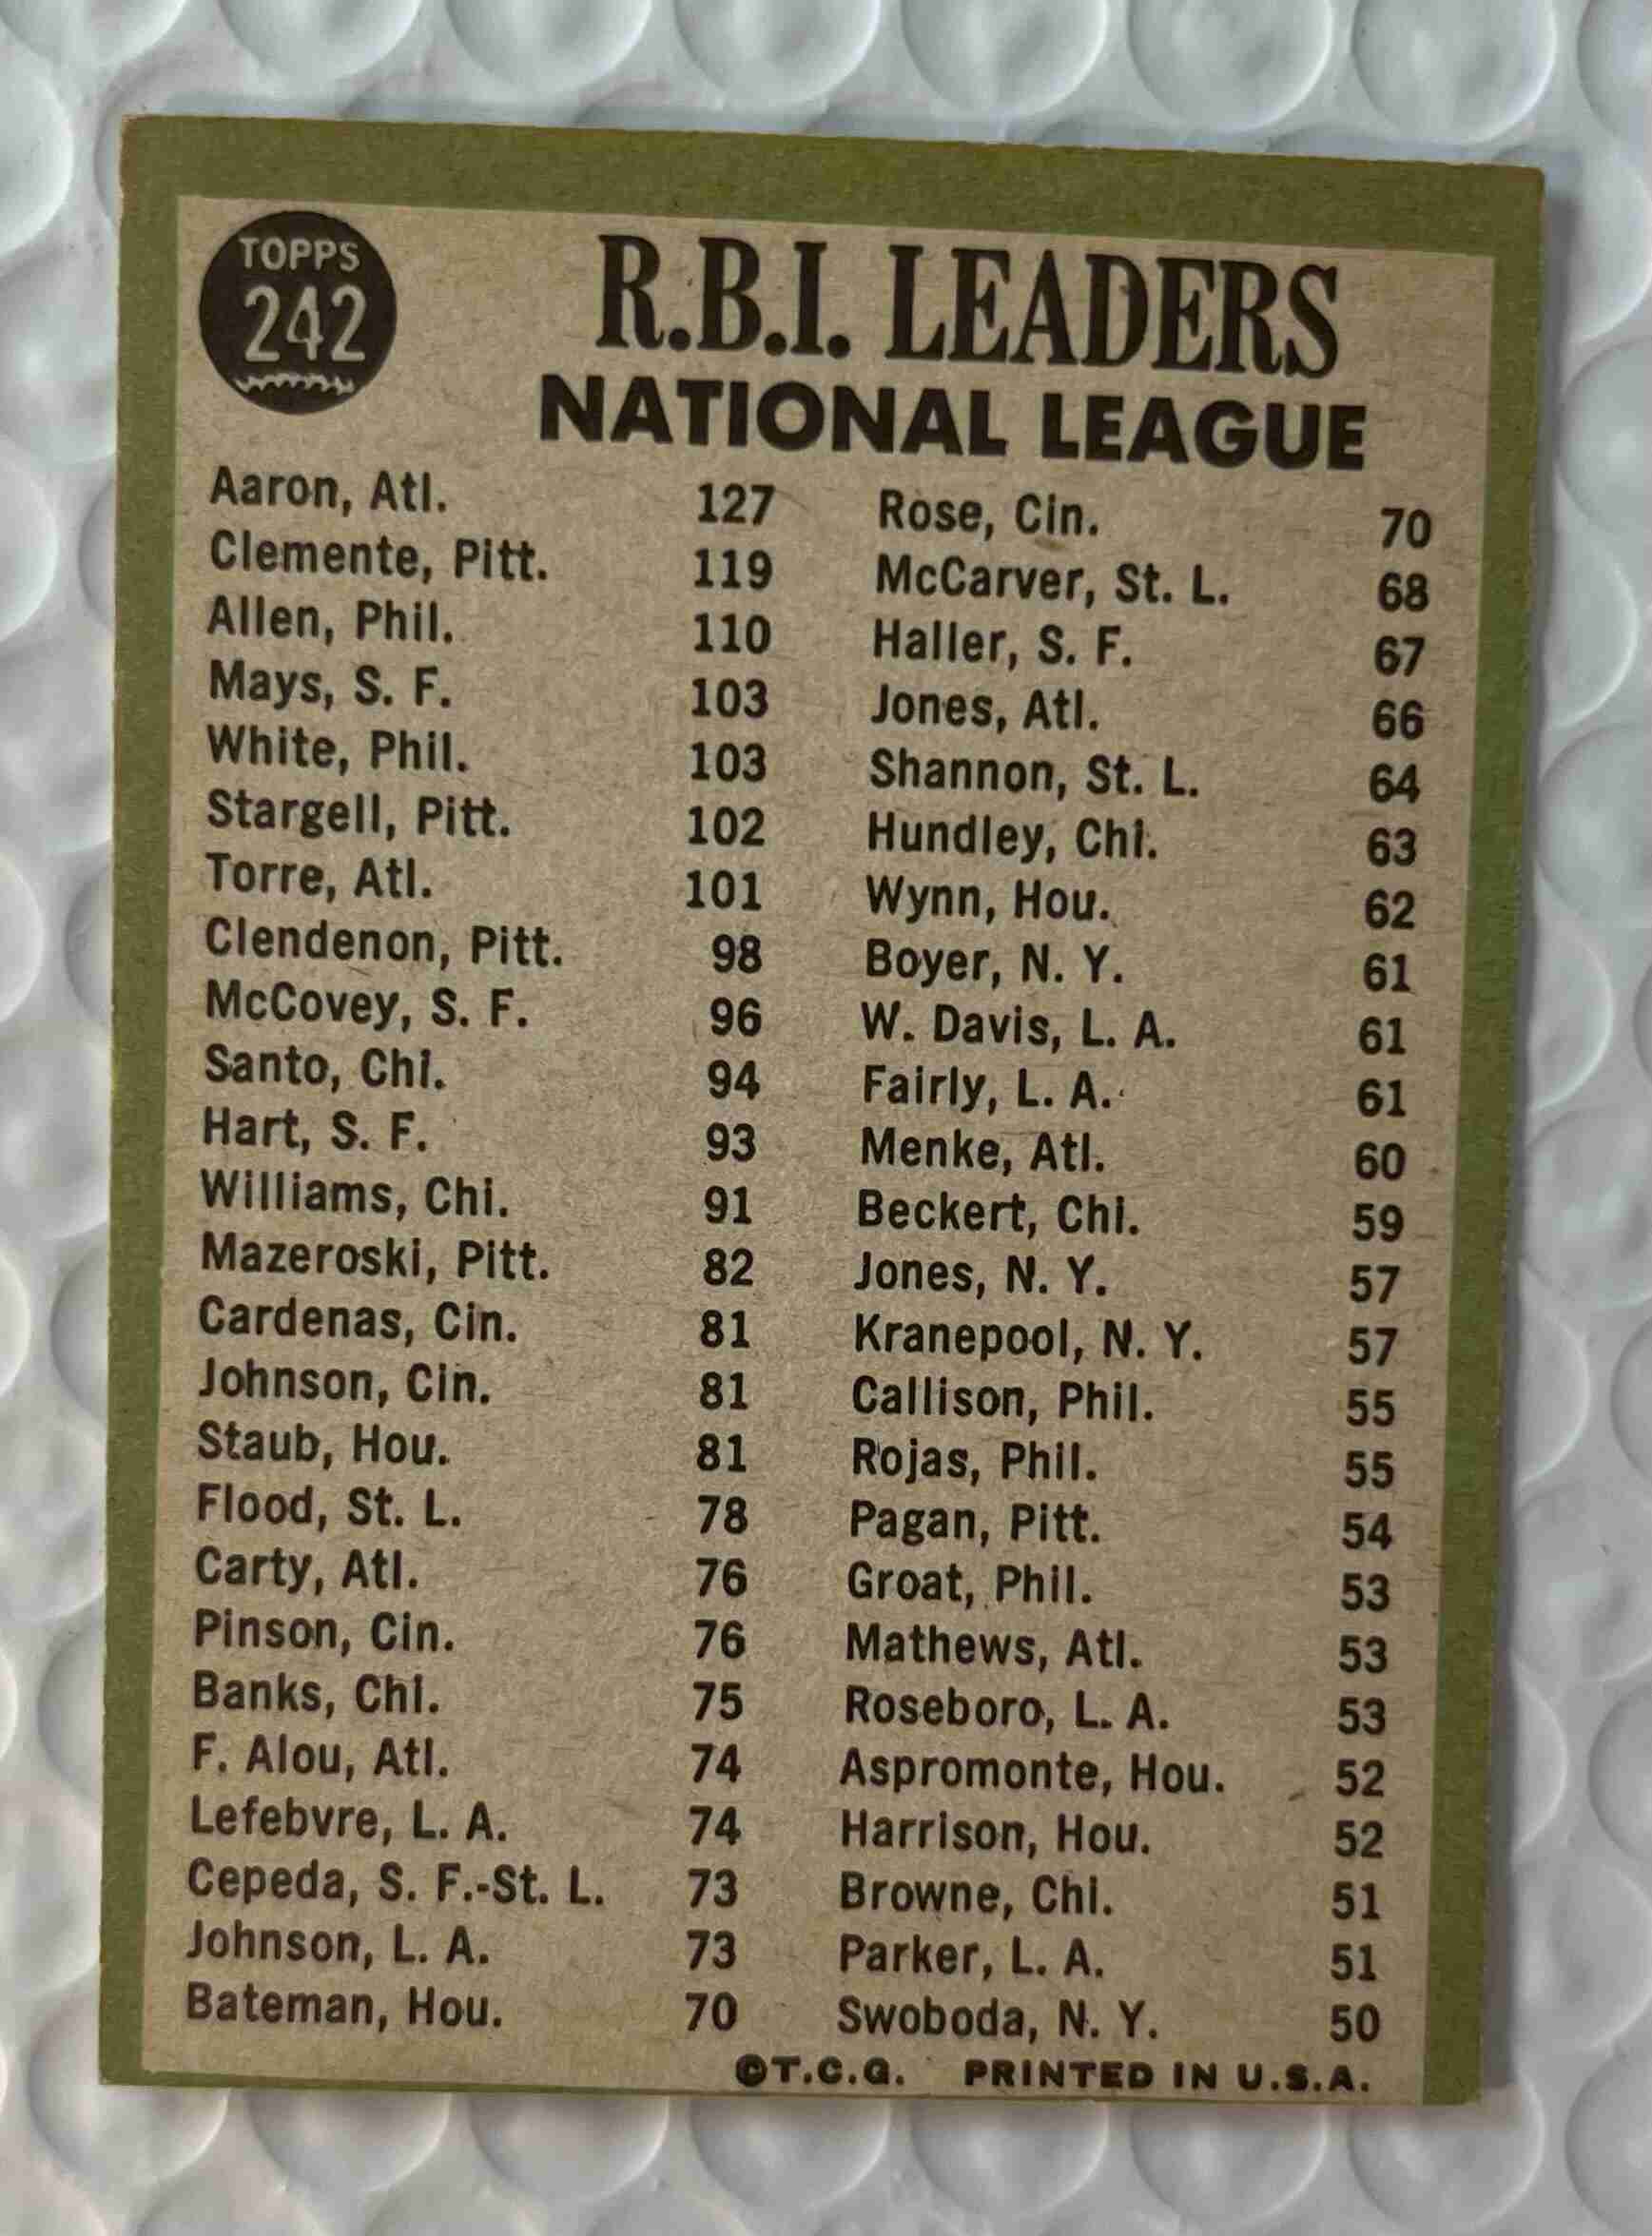 TOPPS
242
R.B.I. LEADERS
NATIONAL LEAGUE
Aaron, Atl. 127
Clemente, Pitt. 119
Allen, Phil. 110
Mays, S. F. 103
White, Phil. 103
Stargell, Pitt. 102
Torre, Atl. 101
Clendenon, Pitt. 98
McCovey, S. F. 96
Santo, Chi. 94
Hart, S. F. 93
Williams, Chi. 91
Mazeroski, Pitt. 82
Cardenas, Cin. 81
Johnson, Cin. 81
Staub, Hou. 81
Flood, St. L. 78
Carty, Atl. 76
Pinson, Cin. 76
Banks, Chi. 75
F. Alou, Atl. 74
Lefebvre, L. A. 74
Cepeda, S. F.-St. L. 73
Johnson, L. A. 73
Bateman, Hou. 70
Rose, Cin. 70
McCarver, St. L. 68
Haller, S. F. 67
Jones, Atl. 66
Shannon, St. L. 64
Hundley, Chi. 63
Wynn, Hou. 62
Boyer, N. Y. 61
W. Davis, L. A. 61
Fairly, L. A. 61
Menke, Atl. 60
Beckert, Chi. 59
Jones, N. Y. 57
Kranepool, N. Y. 57
Callison, Phil. 55
Rojas, Phil. 55
Pagan, Pitt. 54
Groat, Phil. 53
Mathews, Atl. 53
Roseboro, L. A. 53
Aspromonte, Hou. 52
Harrison, Hou. 52
Browne, Chi. 51
Parker, L. A. 51
Swoboda, N. Y. 50
©T.C.G. PRINTED IN U.S.A.